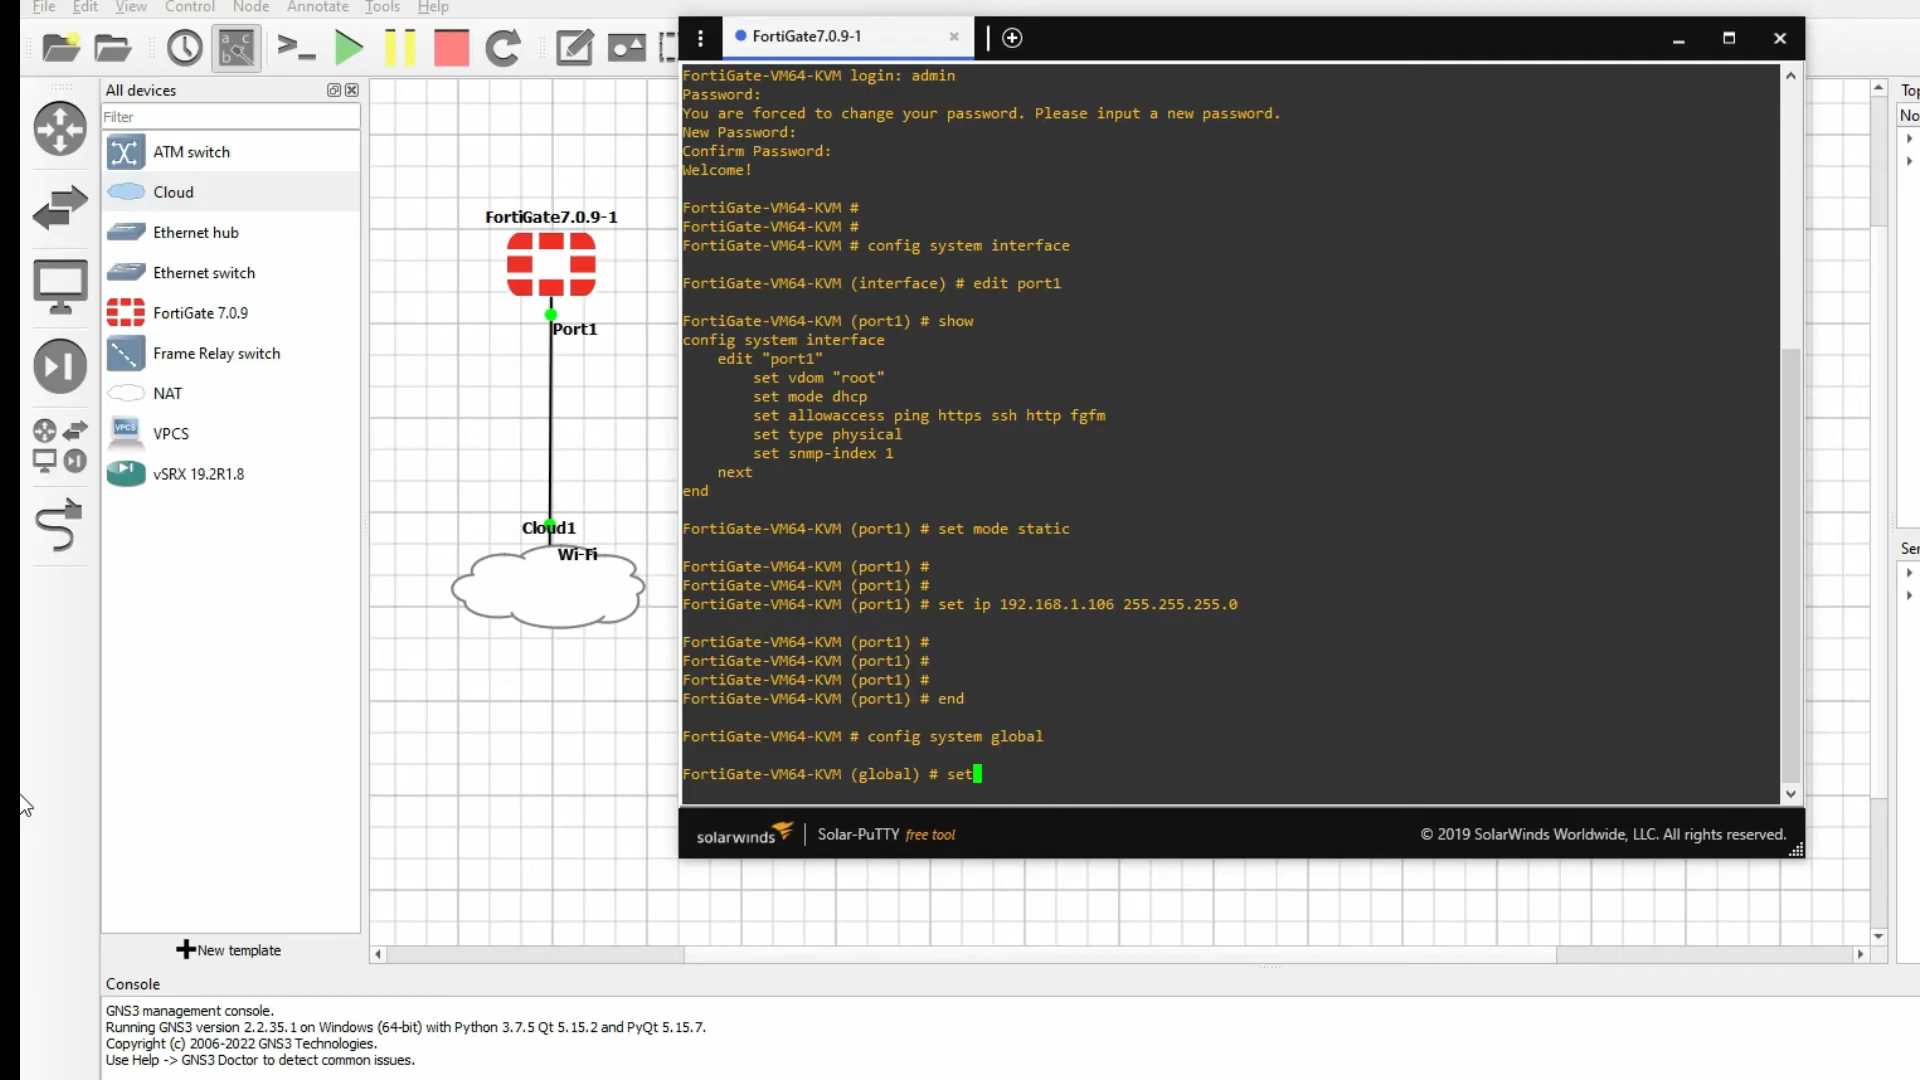 File Edit View Control Node Annotate Tools Help
All devices
Filter
ATM switch
Cloud
Ethernet hub
Ethernet switch
FortiGate 7.0.9
Frame Relay switch
NAT
VPCS
VPCS
vSRX 19.2R1.8
New template
FortiGate7.0.9-1
Port1
Cloud1
Wi-Fi
FortiGate7.0.9-1
FortiGate-VM64-KVM login: admin
Password:
You are forced to change your password. Please input a new password.
New Password:
Confirm Password:
Welcome!
FortiGate-VM64-KVM #
FortiGate-VM64-KVM #
FortiGate-VM64-KVM # config system interface
FortiGate-VM64-KVM (interface) # edit port1
FortiGate-VM64-KVM (port1) # show
config system interface
    edit "port1"
        set vdom "root"
        set mode dhcp
        set allowaccess ping https ssh http fgfm
        set type physical
        set snmp-index 1
    next
end
FortiGate-VM64-KVM (port1) # set mode static
FortiGate-VM64-KVM (port1) #
FortiGate-VM64-KVM (port1) #
FortiGate-VM64-KVM (port1) # set ip 192.168.1.106 255.255.255.0
FortiGate-VM64-KVM (port1) #
FortiGate-VM64-KVM (port1) #
FortiGate-VM64-KVM (port1) #
FortiGate-VM64-KVM (port1) # end
FortiGate-VM64-KVM # config system global
FortiGate-VM64-KVM (global) # set
solarwinds
Solar-PuTTY free tool
© 2019 SolarWinds Worldwide, LLC. All rights reserved.
Top
No
Ser
Console
GNS3 management console.
Running GNS3 version 2.2.35.1 on Windows (64-bit) with Python 3.7.5 Qt 5.15.2 and PyQt 5.15.7.
Copyright (c) 2006-2022 GNS3 Technologies.
Use Help -> GNS3 Doctor to detect common issues.